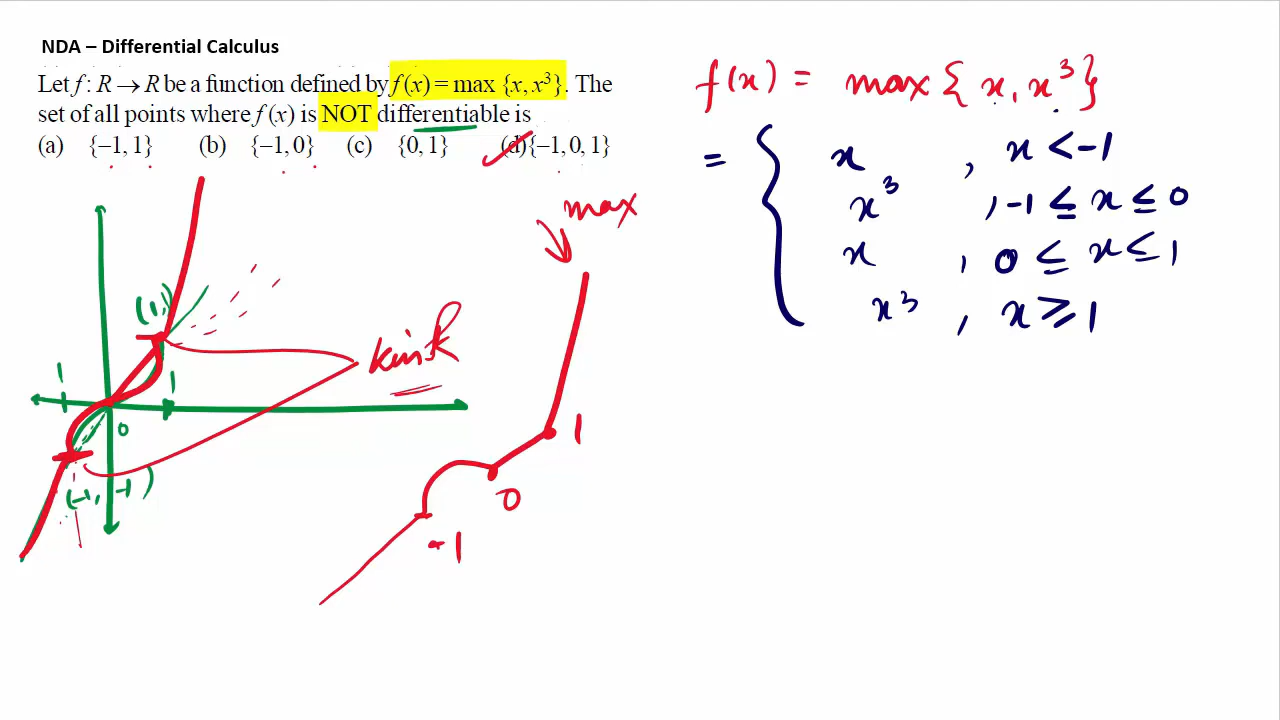 NDA – Differential Calculus
Let f : R → R be a function defined by f (x) = max {x, x³}. The
set of all points where f (x) is NOT differentiable is
(a) {−1, 1} (b) {−1, 0} (c) {0, 1} (d) {−1, 0, 1}
f(x) = max { x, x³ }
= { x , x < -1
x³ , -1 ≤ x ≤ 0
x , 0 ≤ x ≤ 1
x³ , x ≥ 1
max
(1,1)
kink
1
1
0
(-1, -1)
1
0
-1